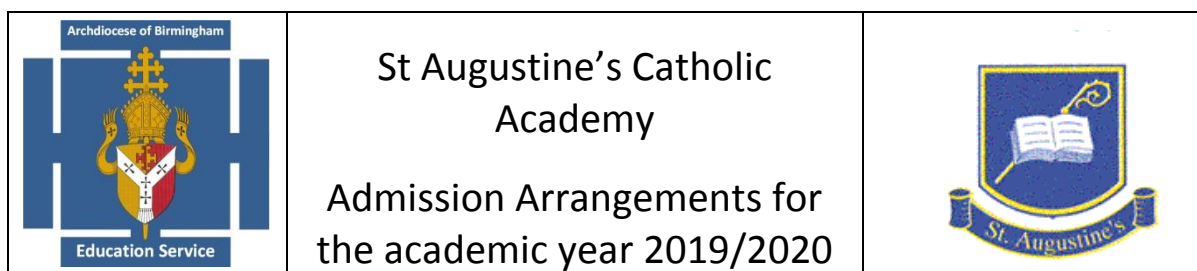 Archdiocese of Birmingham
Education Service
St Augustine’s Catholic
Academy
Admission Arrangements for
the academic year 2019/2020
St. Augustine's